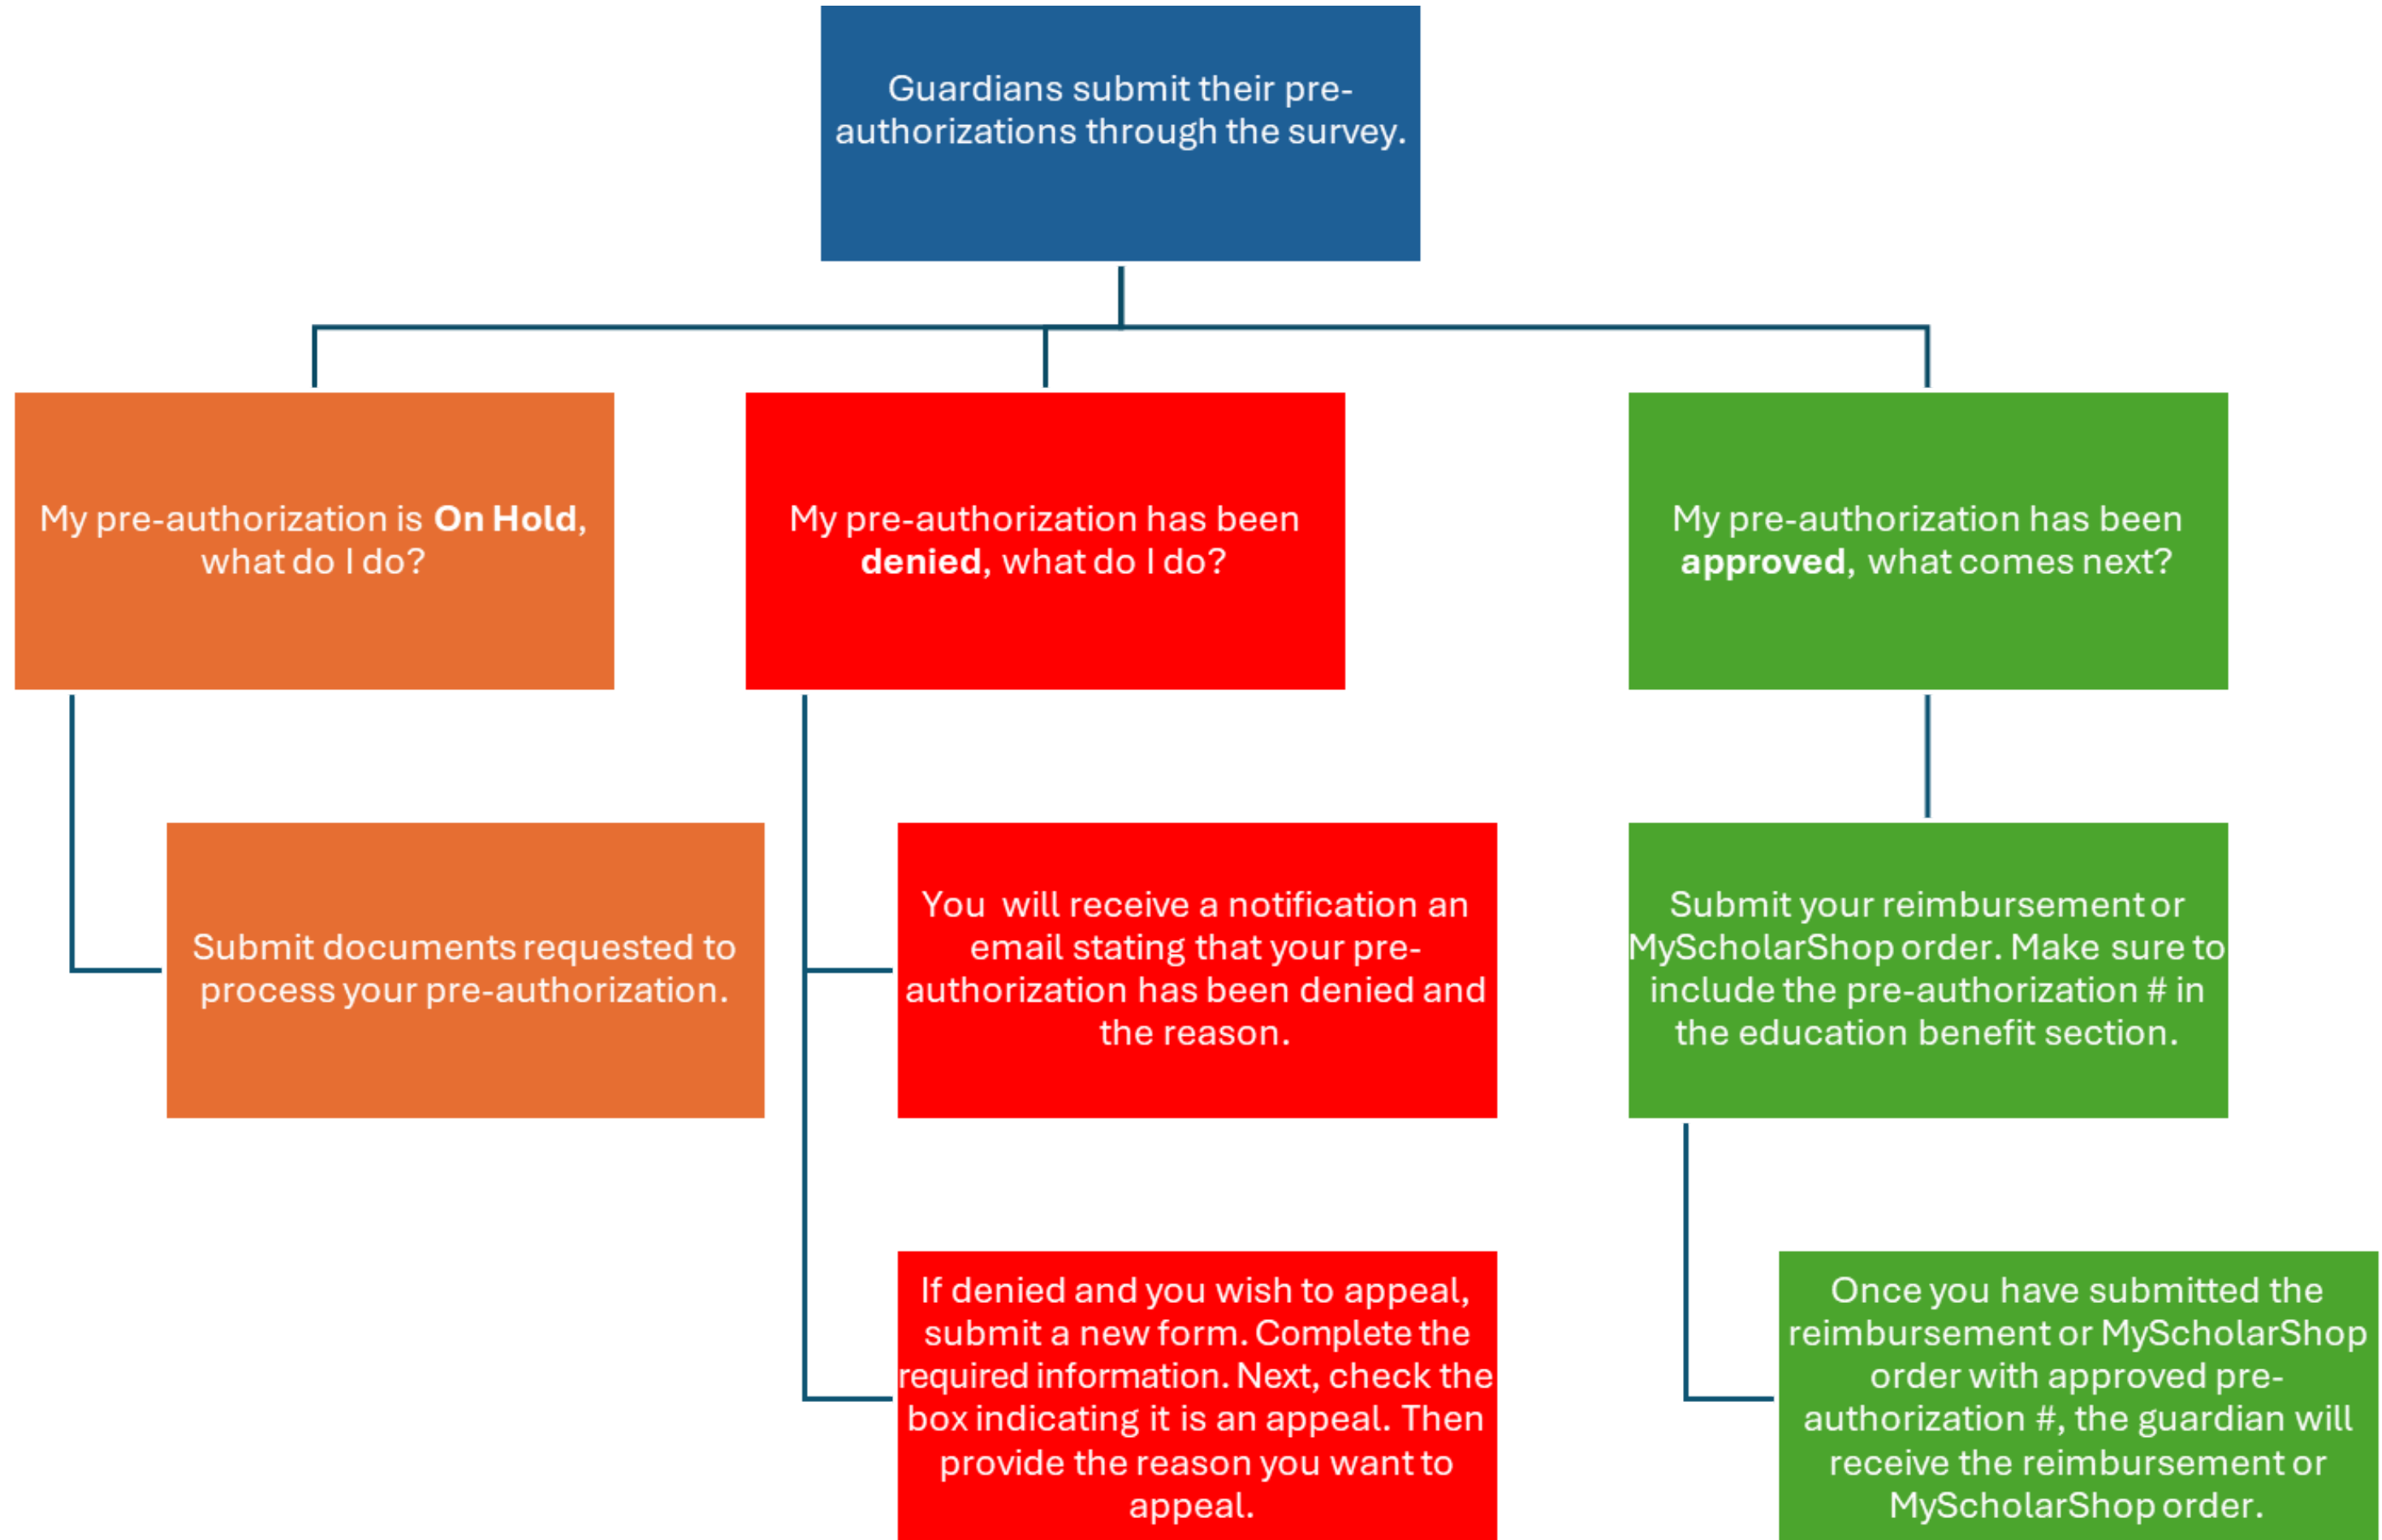 Guardians submit their pre-
authorizations through the survey.
My pre-authorization is On Hold,
what do I do?
My pre-authorization has been
denied, what do I do?
My pre-authorization has been
approved, what comes next?
Submit documents requested to
process your pre-authorization.
You  will receive a notification an
email stating that your pre-
authorization has been denied and
the reason.
Submit your reimbursement or
MyScholarShop order. Make sure to
include the pre-authorization # in
the education benefit section.
If denied and you wish to appeal,
submit a new form. Complete the
required information. Next, check the
box indicating it is an appeal. Then
provide the reason you want to
appeal.
Once you have submitted the
reimbursement or MyScholarShop
order with approved pre-
authorization #, the guardian will
receive the reimbursement or
MyScholarShop order.